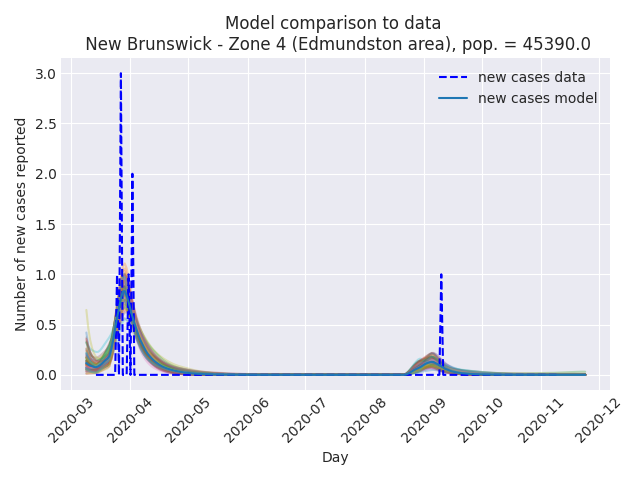 Model comparison to data
New Brunswick - Zone 4 (Edmundston area), pop. = 45390.0
new cases data
new cases model
Number of new cases reported
3.0
2.5
2.0
1.5
1.0
0.5
0.0
2020-03
2020-04
2020-05
2020-06
2020-07
2020-08
2020-09
2020-10
2020-11
2020-12
Day